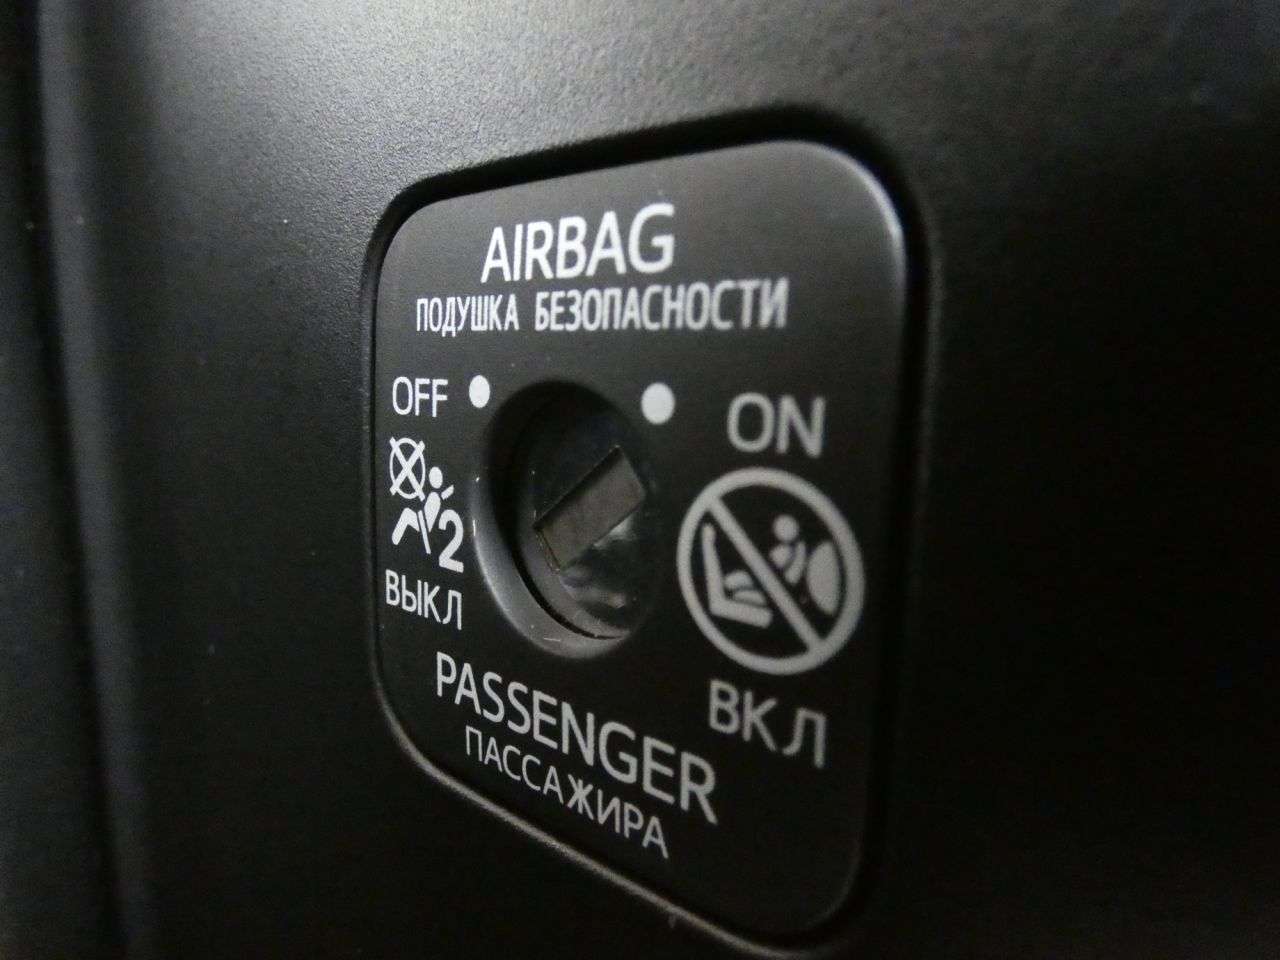 AIRBAG
ПОДУШКА БЕЗОПАСНОСТИ
OFF
ON
2
ВЫКЛ
ВКЛ
PASSENGER
ПАССАЖИРА